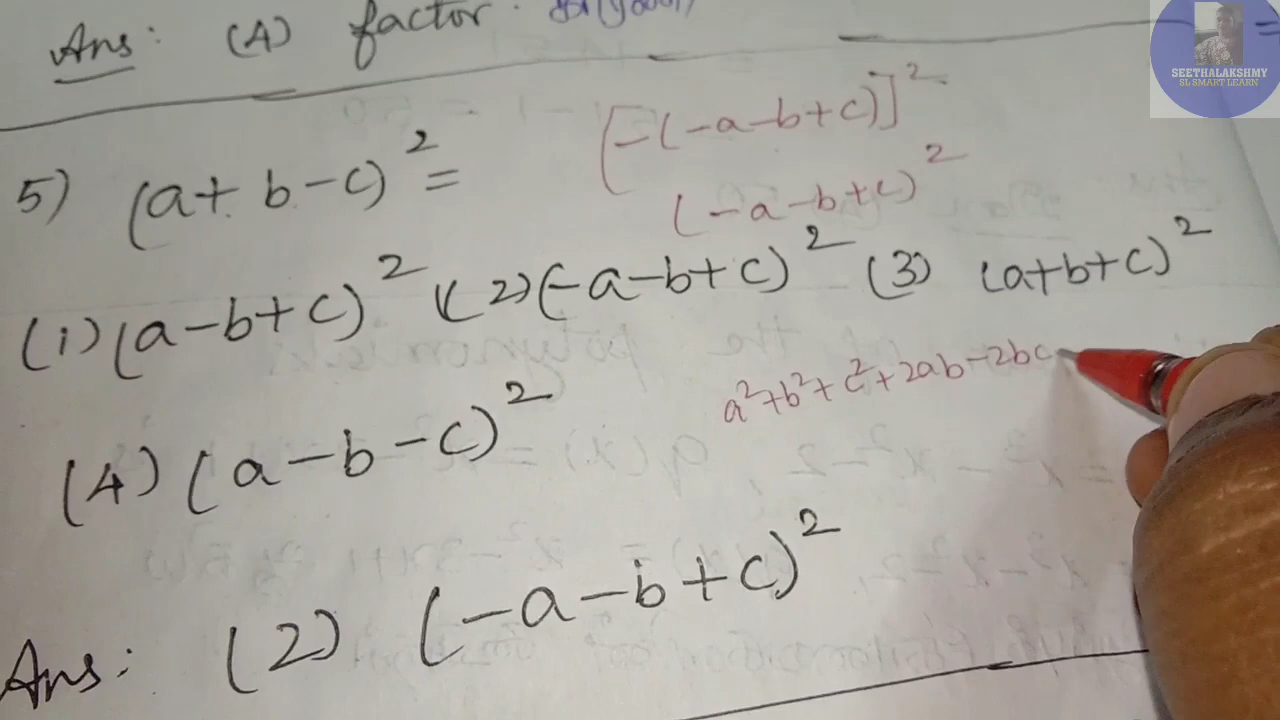 Ans: (A) factor.
SEETHALAKSHMY
SL SMART LEARN
[-(-a-b+c)]²
5) (a+b-c)² =
(-a-b+c)²
(1) (a-b+c)² (2) (-a-b+c)² (3) (a+b+c)²
a²+b²+c²+2ab-2bc
(4) (a-b-c)²
Ans: (2) (-a-b+c)²